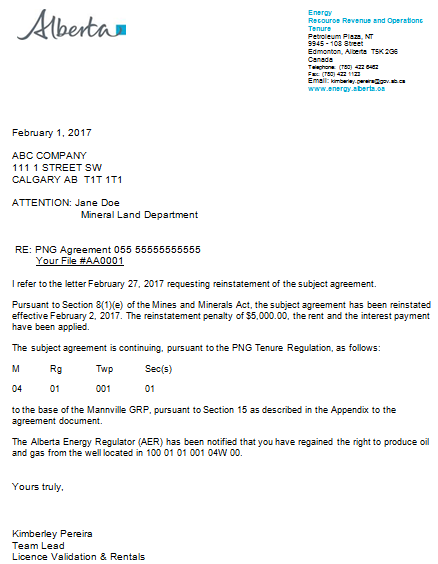 Alberta
Energy
Resource Revenue and Operations
Tenure
Petroleum Plaza, NT
9945 - 108 Street
Edmonton, Alberta T5K 2G6
Canada
Telephone: (780) 422 9462
Fax: (780) 422 1123
Email: kimberley.pereira@gov.ab.ca
www.energy.alberta.ca
February 1, 2017
ABC COMPANY
111 1 STREET SW
CALGARY AB T1T 1T1
ATTENTION: Jane Doe
Mineral Land Department
RE: PNG Agreement 055 55555555555
Your File #AA0001
I refer to the letter February 27, 2017 requesting reinstatement of the subject agreement.
Pursuant to Section 8(1)(e) of the Mines and Minerals Act, the subject agreement has been reinstated
effective February 2, 2017. The reinstatement penalty of $5,000.00, the rent and the interest payment
have been applied.
The subject agreement is continuing, pursuant to the PNG Tenure Regulation, as follows:
M Rg Twp Sec(s)
04 01 001 01
to the base of the Mannville GRP, pursuant to Section 15 as described in the Appendix to the
agreement document.
The Alberta Energy Regulator (AER) has been notified that you have regained the right to produce oil
and gas from the well located in 100 01 01 001 04W 00.
Yours truly,
Kimberley Pereira
Team Lead
Licence Validation & Rentals